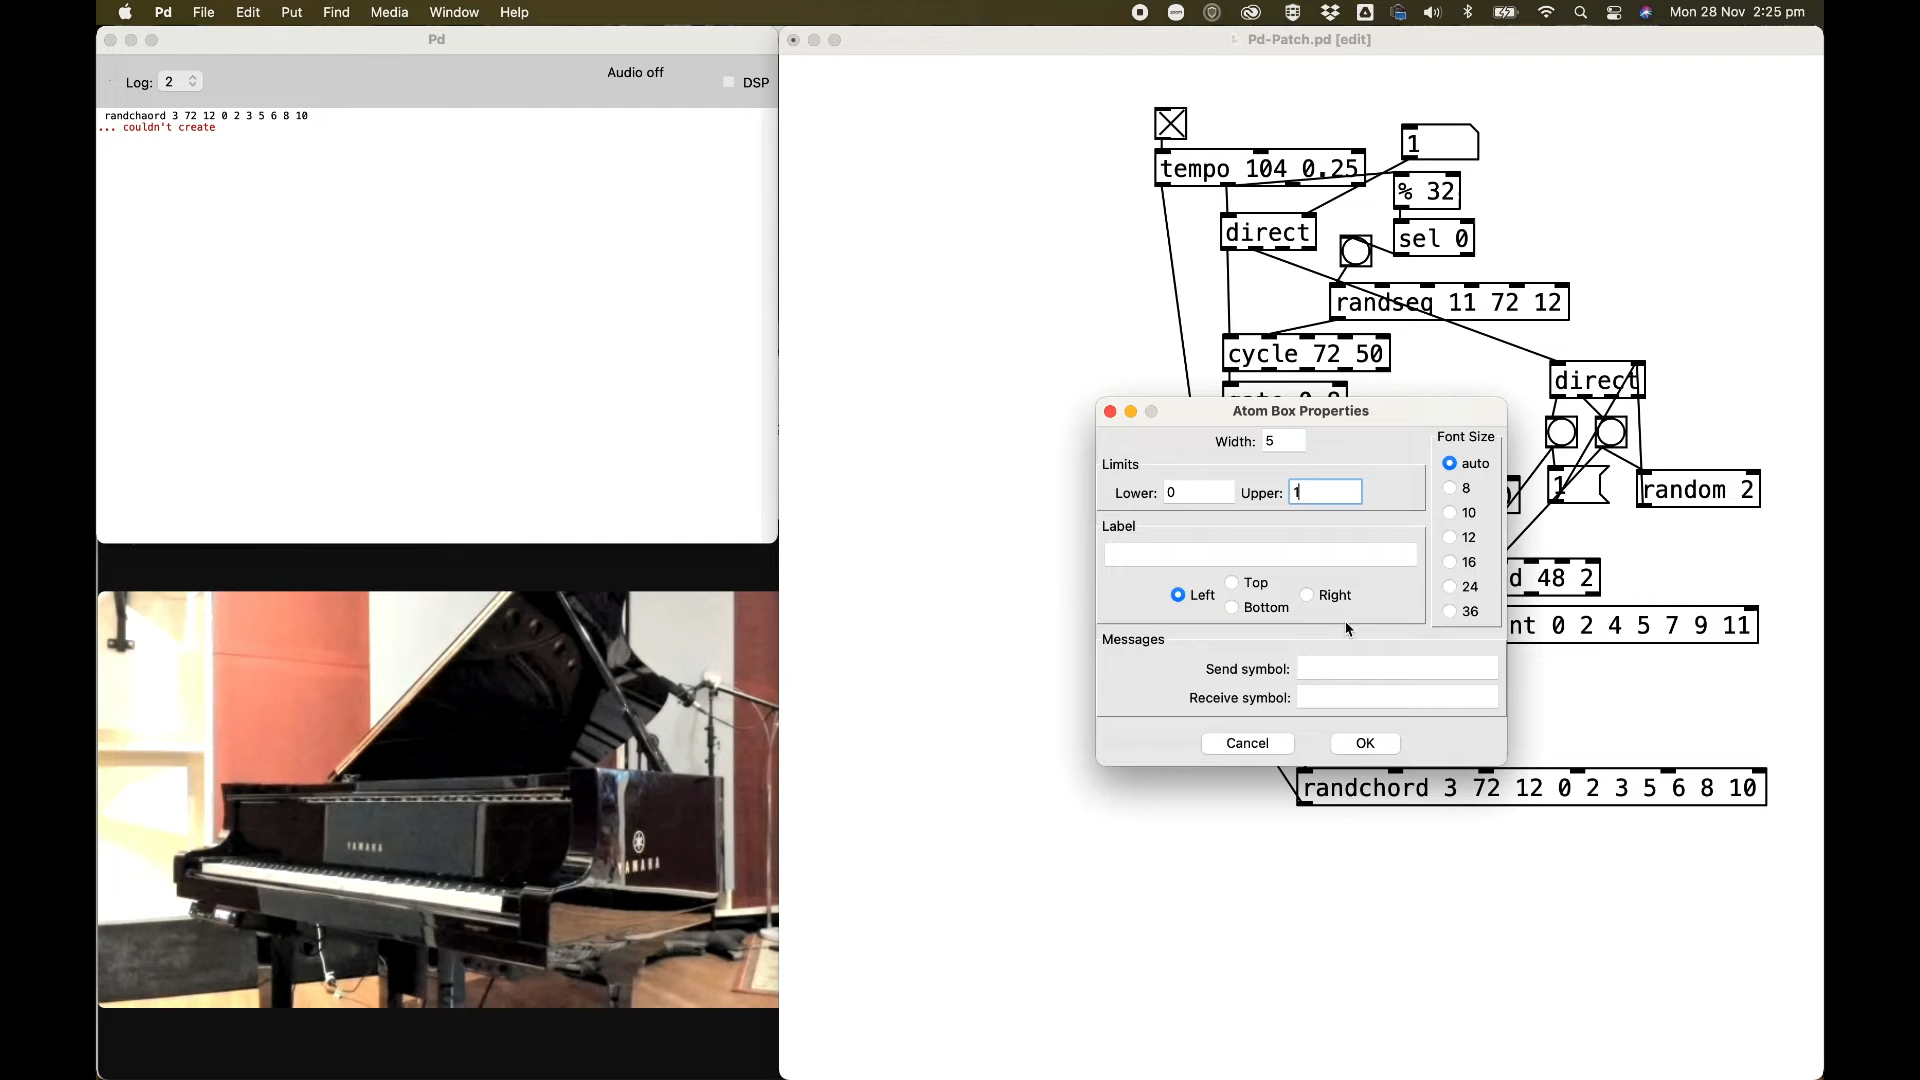 Pd File Edit Put Find Media Window Help
zoom
Mon 28 Nov 2:25 pm
Pd
Pd-Patch.pd [edit]
Log: 2
Audio off
DSP
randchaord 3 72 12 0 2 3 5 6 8 10
... couldn't create
1
tempo 104 0.25
% 32
direct
sel 0
randseq 11 72 12
cycle 72 50
direct
1
random 2
d 48 2
nt 0 2 4 5 7 9 11
randchord 3 72 12 0 2 3 5 6 8 10
Atom Box Properties
Width: 5
Font Size
Limits
auto
Lower: 0 Upper: 1
8
10
Label
12
16
Top
24
Left Right
Bottom
36
Messages
Send symbol:
Receive symbol:
Cancel OK
YAMAHA
YAMAHA